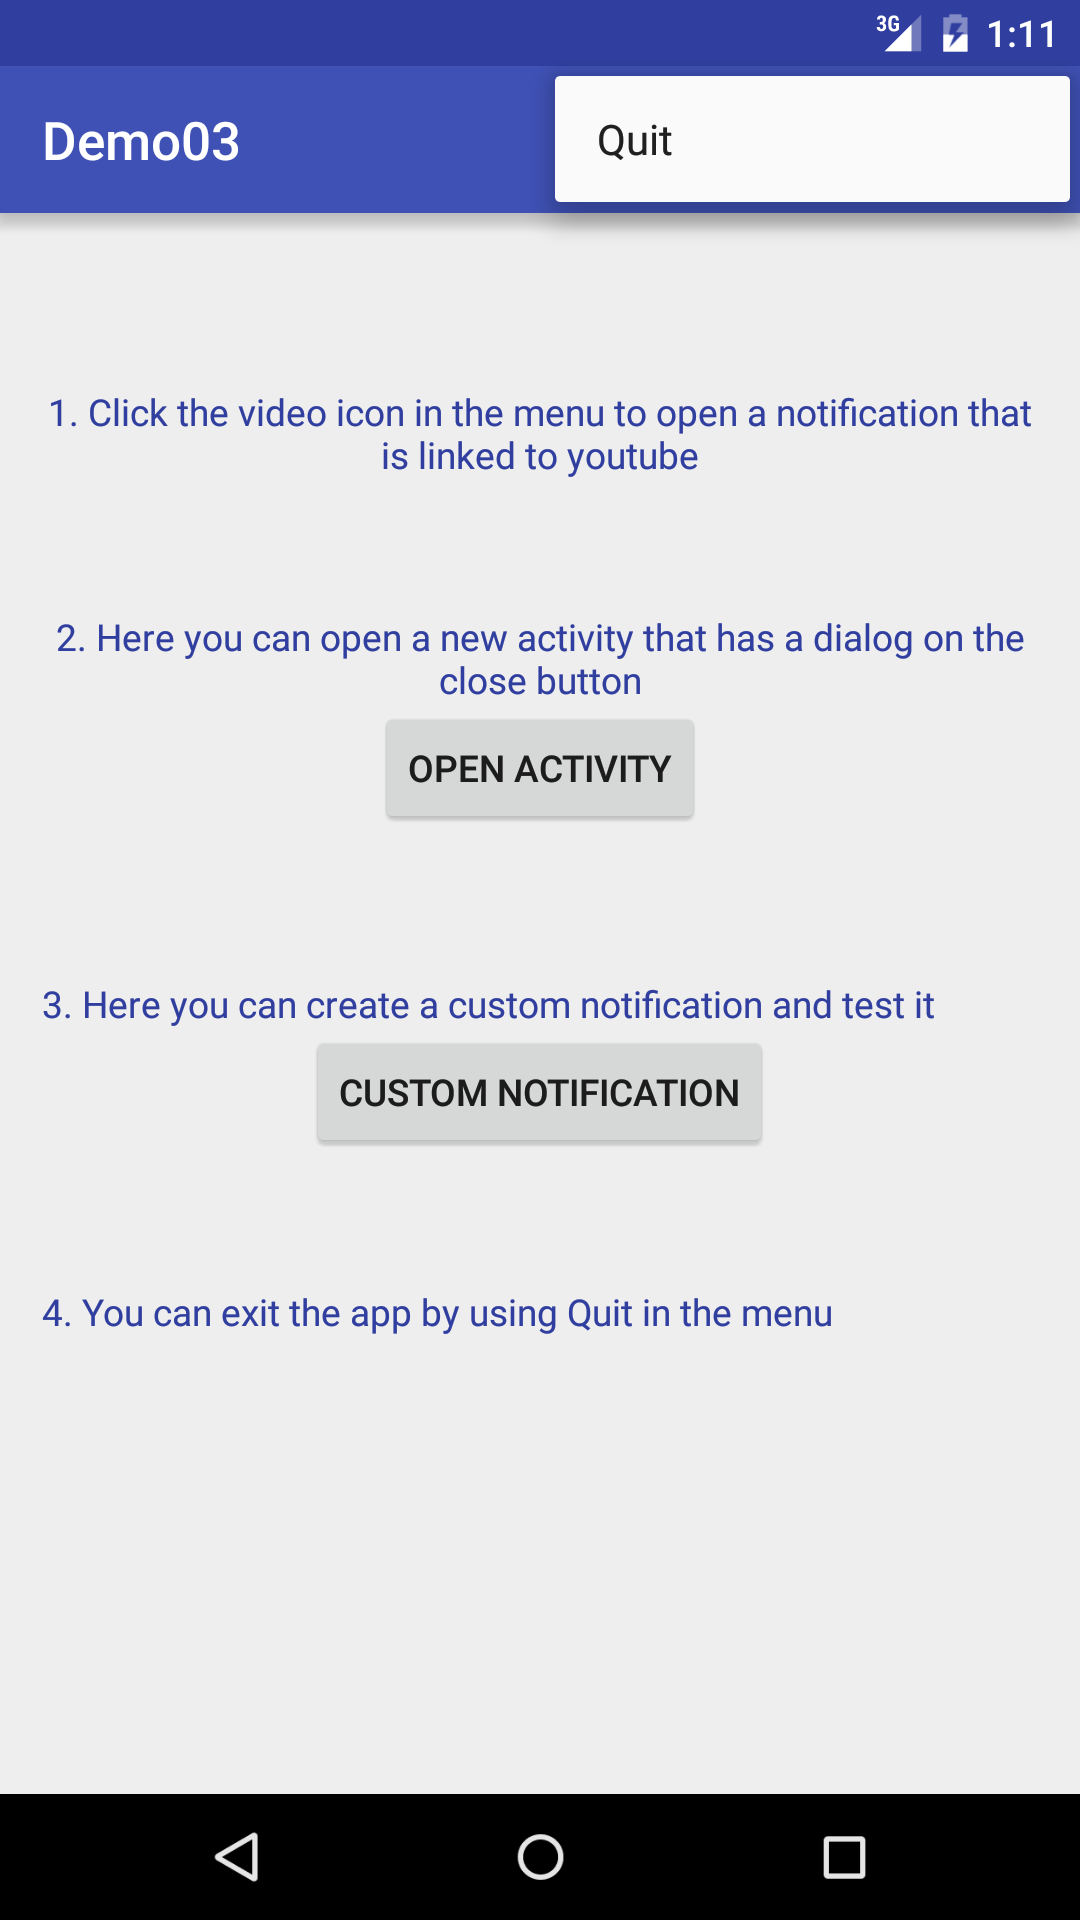 3G 1:11
Demo03
Quit
1. Click the video icon in the menu to open a notification that
is linked to youtube
2. Here you can open a new activity that has a dialog on the
close button
OPEN ACTIVITY
3. Here you can create a custom notification and test it
CUSTOM NOTIFICATION
4. You can exit the app by using Quit in the menu